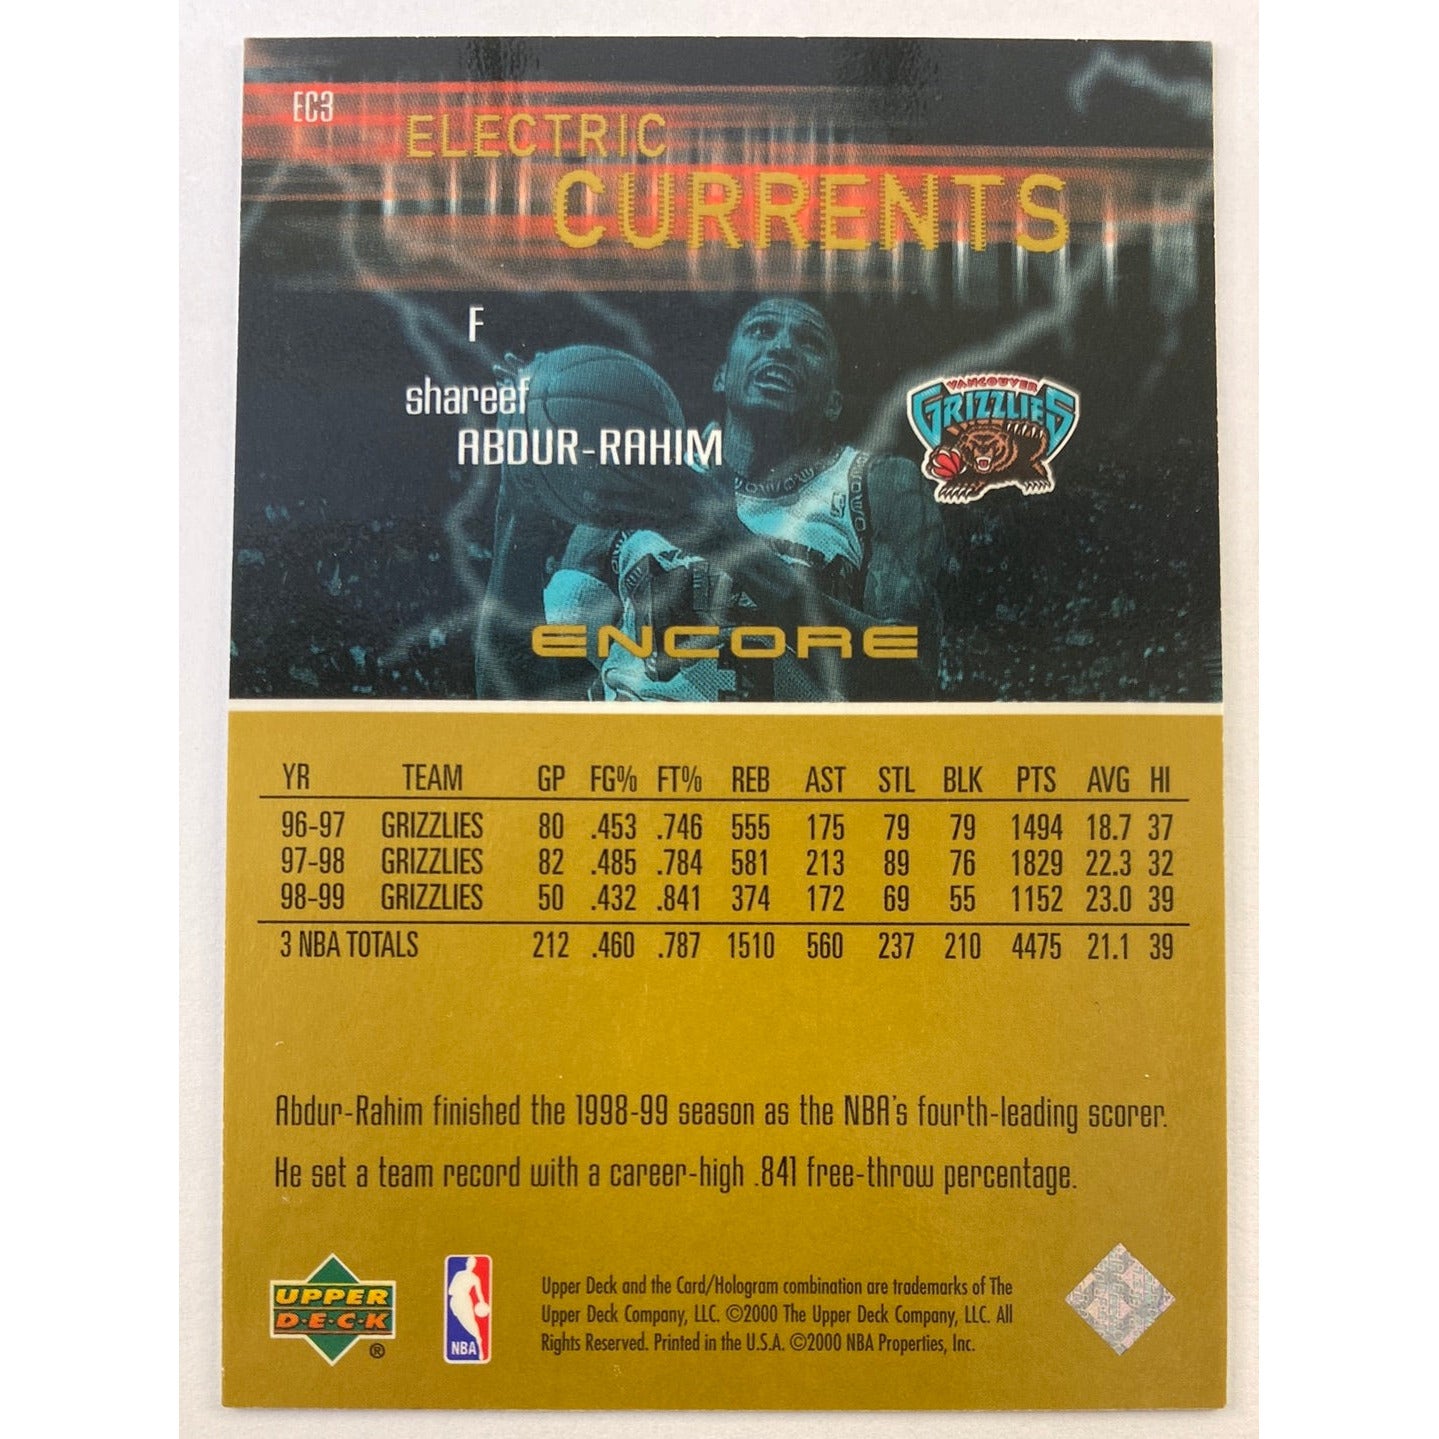 EC3
ELECTRIC
CURRENTS
F
shareef
ABDUR-RAHIM
VANCOUVER
GRIZZLIES
ENCORE
YR TEAM GP FG% FT% REB AST STL BLK PTS AVG HI
96-97 GRIZZLIES 80 .453 .746 555 175 79 79 1494 18.7 37
97-98 GRIZZLIES 82 .485 .784 581 213 89 76 1829 22.3 32
98-99 GRIZZLIES 50 .432 .841 374 172 69 55 1152 23.0 39
3 NBA TOTALS 212 .460 .787 1510 560 237 210 4475 21.1 39
Abdur-Rahim finished the 1998-99 season as the NBA's fourth-leading scorer.
He set a team record with a career-high .841 free-throw percentage.
UPPER
D·E·C·K
®
NBA
Upper Deck and the Card/Hologram combination are trademarks of The
Upper Deck Company, LLC. ©2000 The Upper Deck Company, LLC. All
Rights Reserved. Printed in the U.S.A. ©2000 NBA Properties, Inc.